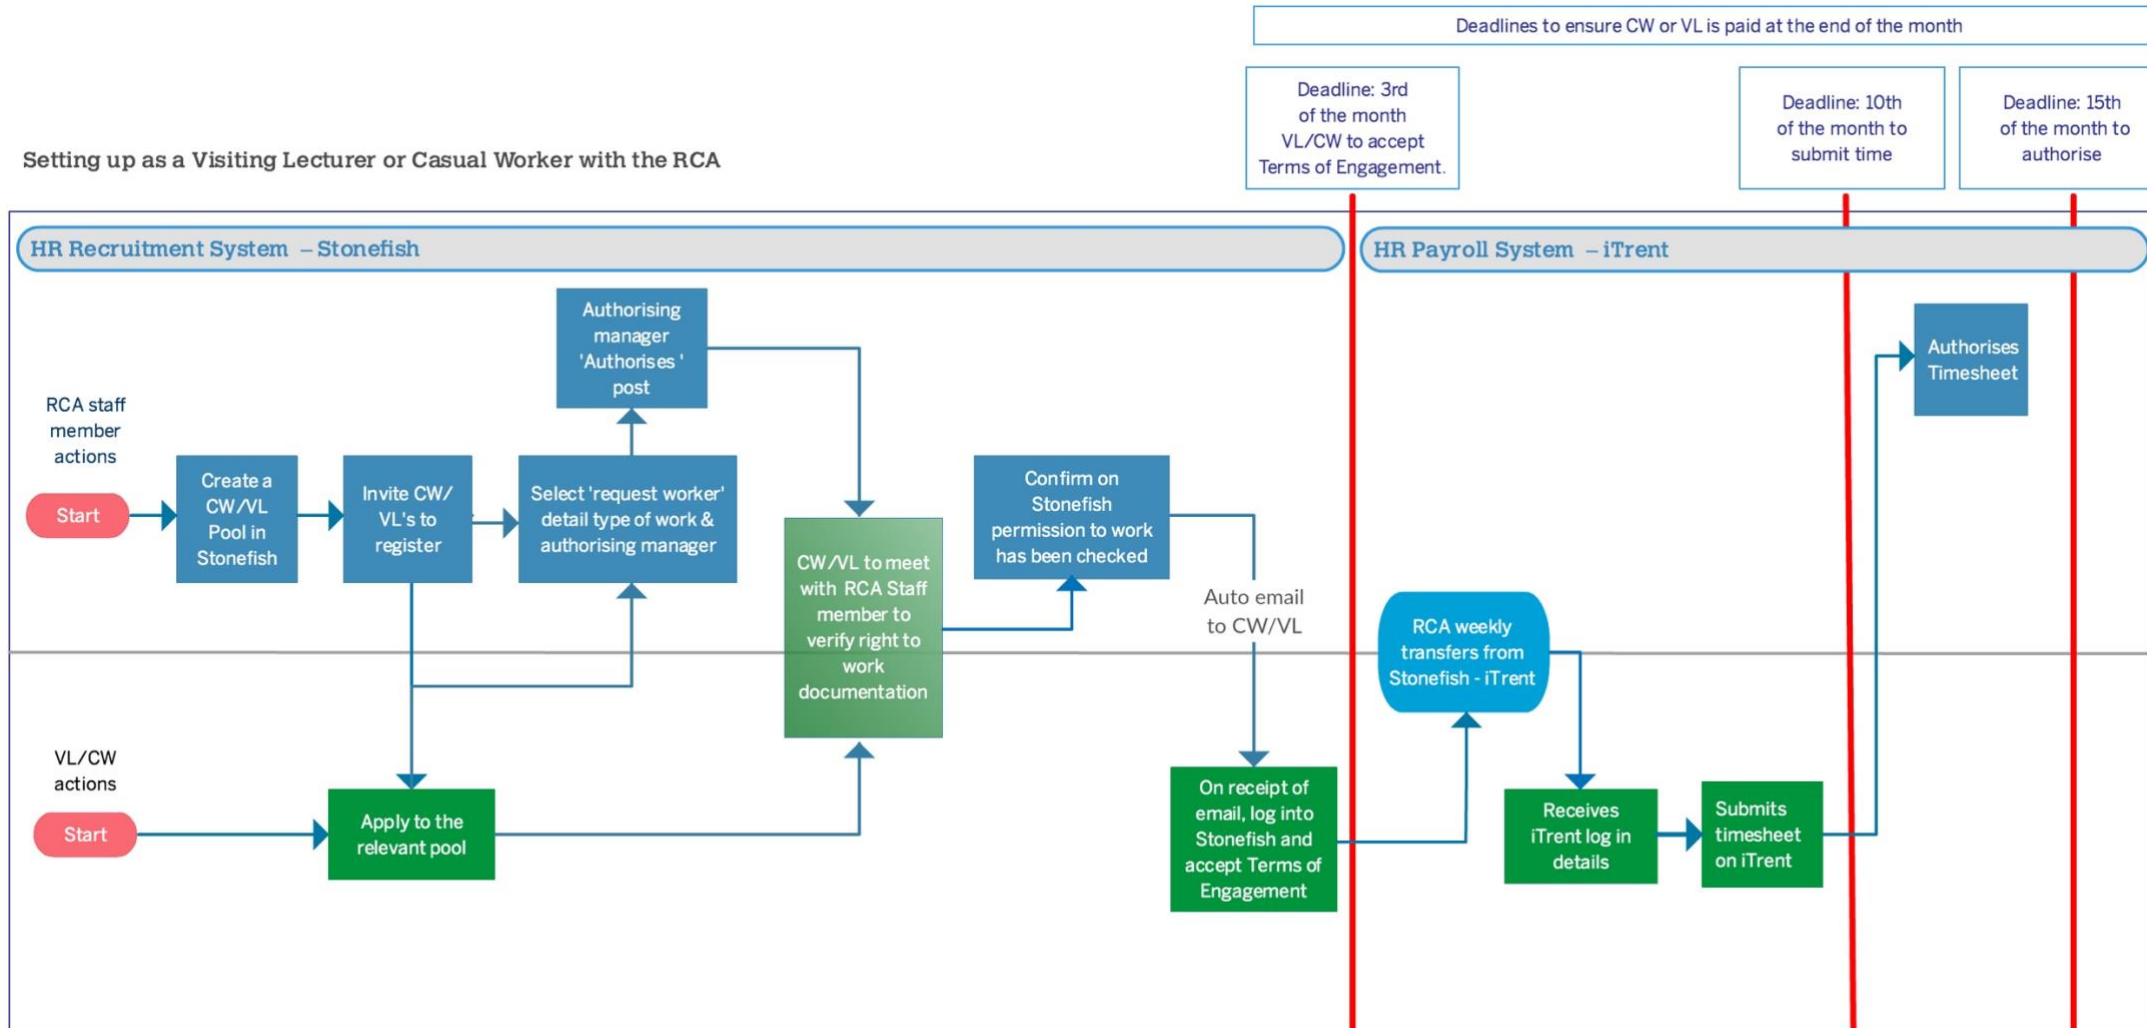 Deadlines to ensure CW or VL is paid at the end of the month
Deadline: 3rd
of the month
VL/CW to accept
Terms of Engagement.
Deadline: 10th
of the month to
submit time
Deadline: 15th
of the month to
authorise
Setting up as a Visiting Lecturer or Casual Worker with the RCA
HR Recruitment System – Stonefish
HR Payroll System – iTrent
Authorising
manager
'Authorises '
post
Authorises
Timesheet
RCA staff
member
actions
Start
Create a
CW/VL
Pool in
Stonefish
Invite CW/
VL's to
register
Select 'request worker'
detail type of work &
authorising manager
CW/VL to meet
with RCA Staff
member to
verify right to
work
documentation
Confirm on
Stonefish
permission to work
has been checked
Auto email
to CW/VL
RCA weekly
transfers from
Stonefish - iTrent
VL/CW
actions
Start
Apply to the
relevant pool
On receipt of
email, log into
Stonefish and
accept Terms of
Engagement
Receives
iTrent log in
details
Submits
timesheet
on iTrent